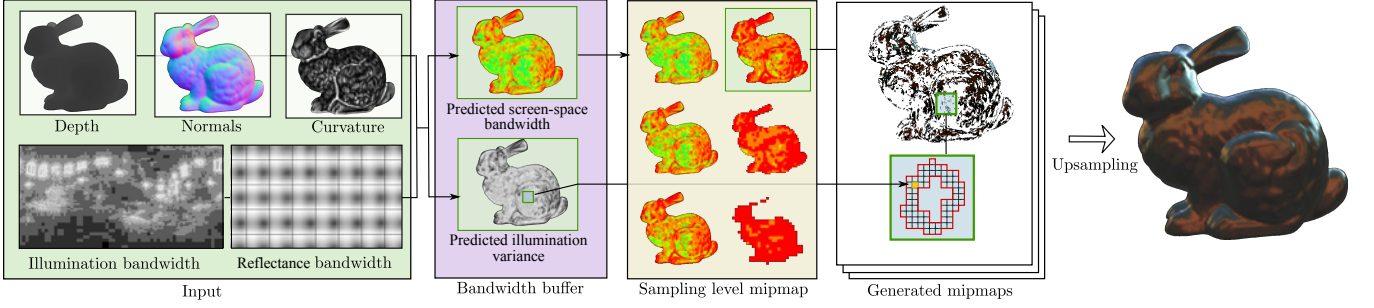 Depth
Normals
Curvature
Illumination bandwidth
Reflectance bandwidth
Input
Predicted screen-space
bandwidth
Predicted illumination
variance
Bandwidth buffer
Sampling level mipmap
Generated mipmaps
Upsampling